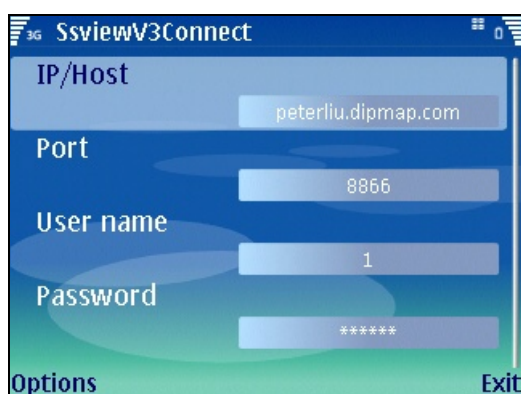 3G SsviewV3Connect
IP/Host
peterliu.dipmap.com
Port
8866
User name
1
Password
******
Options Exit